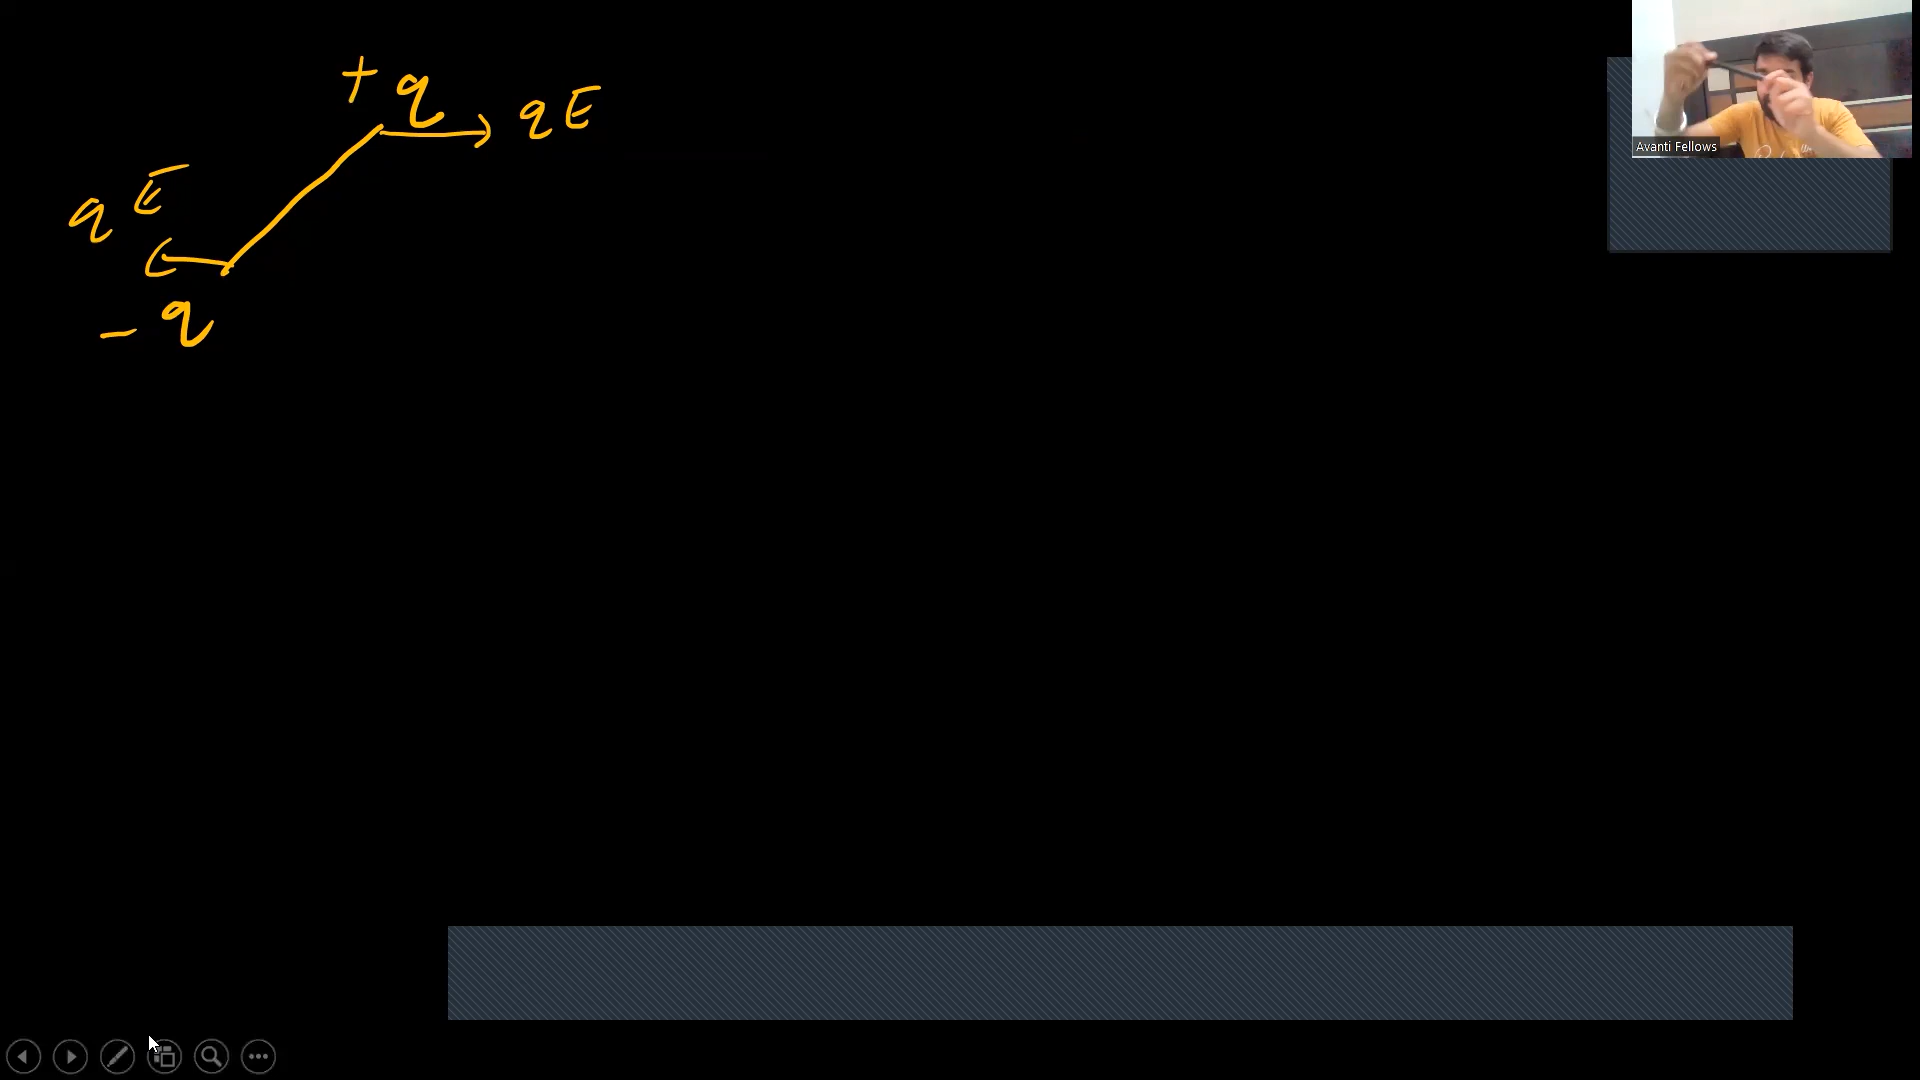 + q
qE
qE
- q
Avanti Fellows